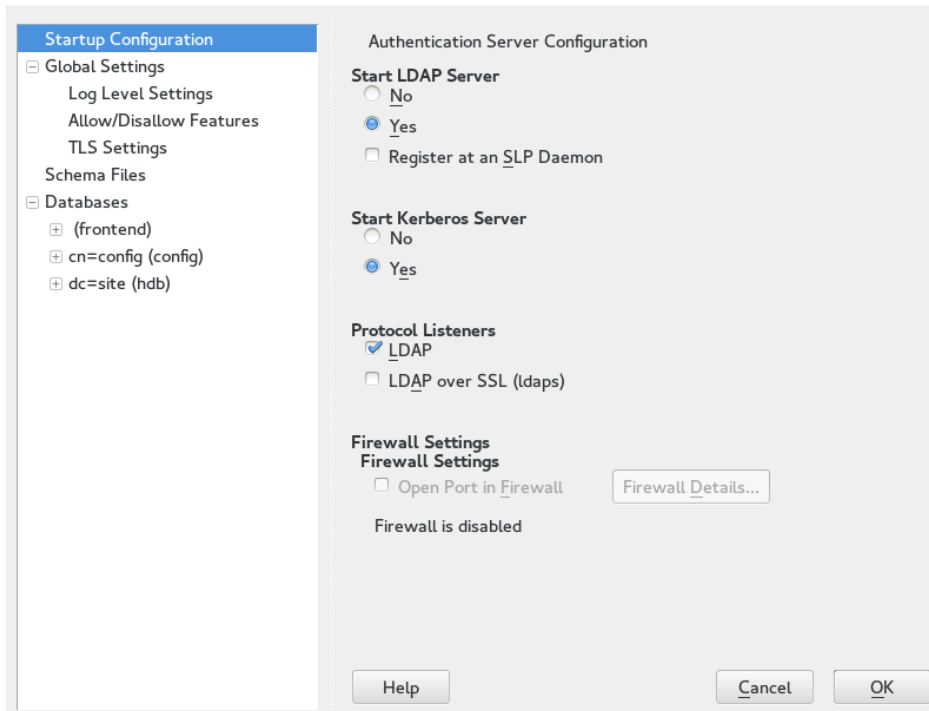 Startup Configuration
Global Settings
Log Level Settings
Allow/Disallow Features
TLS Settings
Schema Files
Databases
(frontend)
cn=config (config)
dc=site (hdb)
Authentication Server Configuration
Start LDAP Server
No
Yes
Register at an SLP Daemon
Start Kerberos Server
No
Yes
Protocol Listeners
LDAP
LDAP over SSL (ldaps)
Firewall Settings
Firewall Settings
Open Port in Firewall
Firewall Details...
Firewall is disabled
Help
Cancel
OK